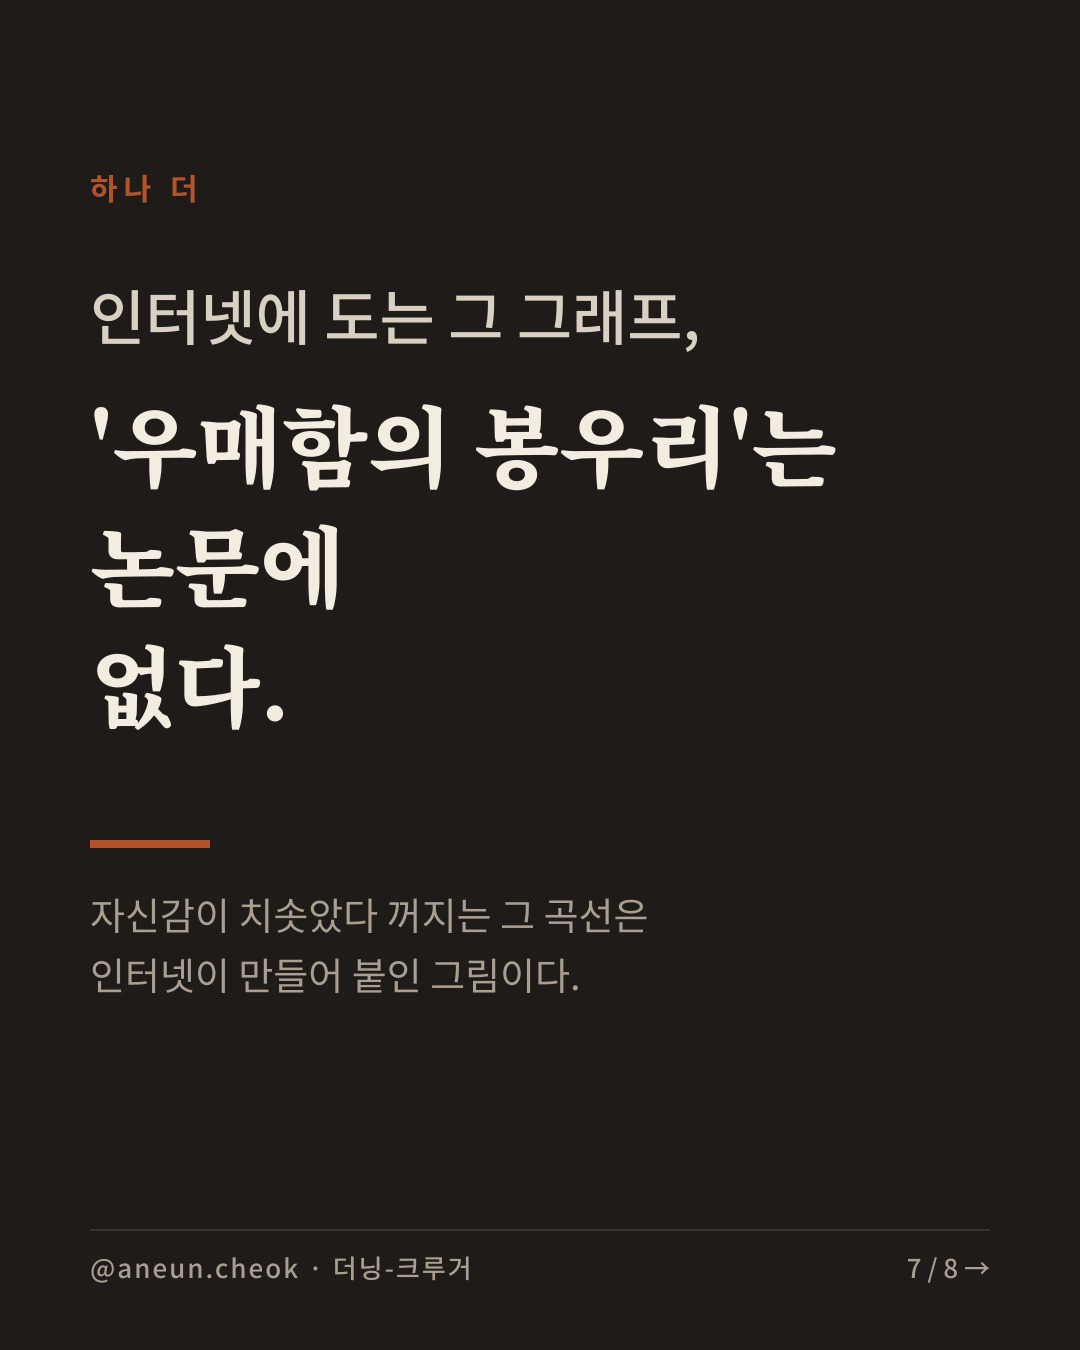 하나 더
인터넷에 도는 그 그래프,
'우매함의 봉우리'는
논문에
없다.
자신감이 치솟았다 꺼지는 그 곡선은
인터넷이 만들어 붙인 그림이다.
@aneun.cheok · 더닝-크루거
7 / 8 →